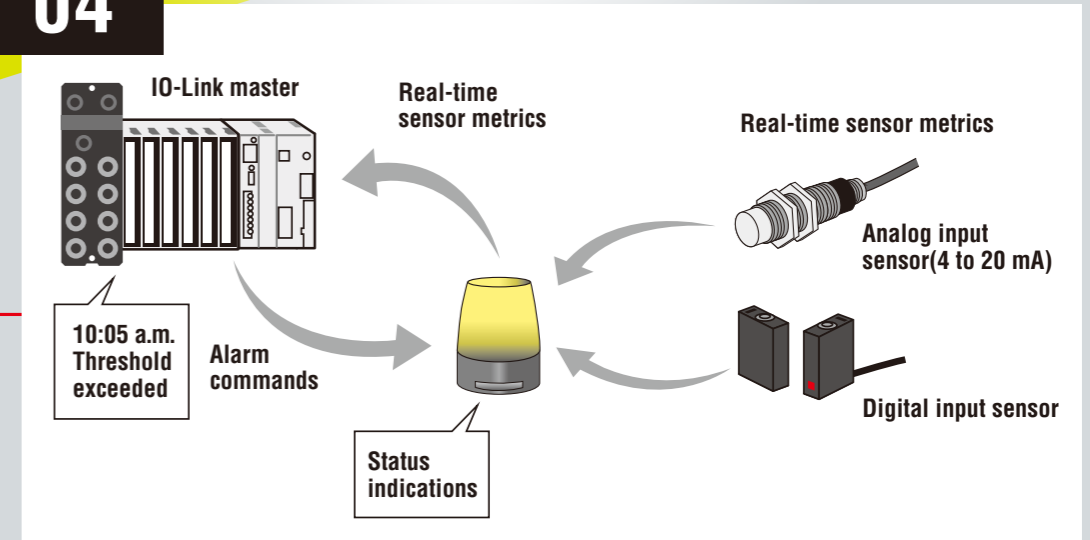 04
IO-Link master
Real-time
sensor metrics
Real-time sensor metrics
Analog input
sensor(4 to 20 mA)
10:05 a.m.
Threshold
exceeded
Alarm
commands
Digital input sensor
Status
indications